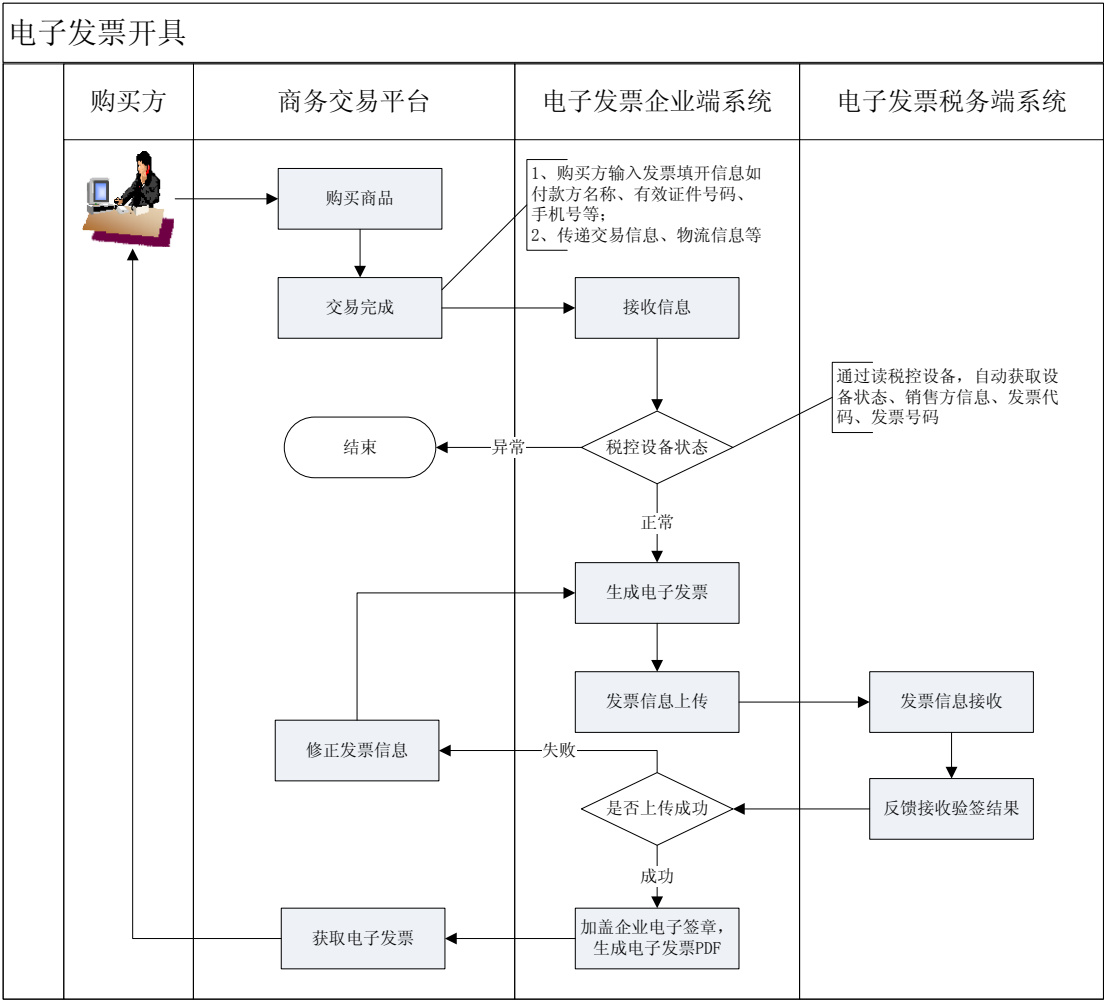 电子发票开具
购买方
商务交易平台
电子发票企业端系统
电子发票税务端系统
购买商品
1、购买方输入发票填开信息如
付款方名称、有效证件号码、
手机号等;
2、传递交易信息、物流信息等
交易完成
接收信息
通过读税控设备，自动获取设
备状态、销售方信息、发票代
码、发票号码
结束
异常
税控设备状态
正常
生成电子发票
发票信息上传
发票信息接收
修正发票信息
失败
是否上传成功
反馈接收验签结果
成功
获取电子发票
加盖企业电子签章，
生成电子发票PDF